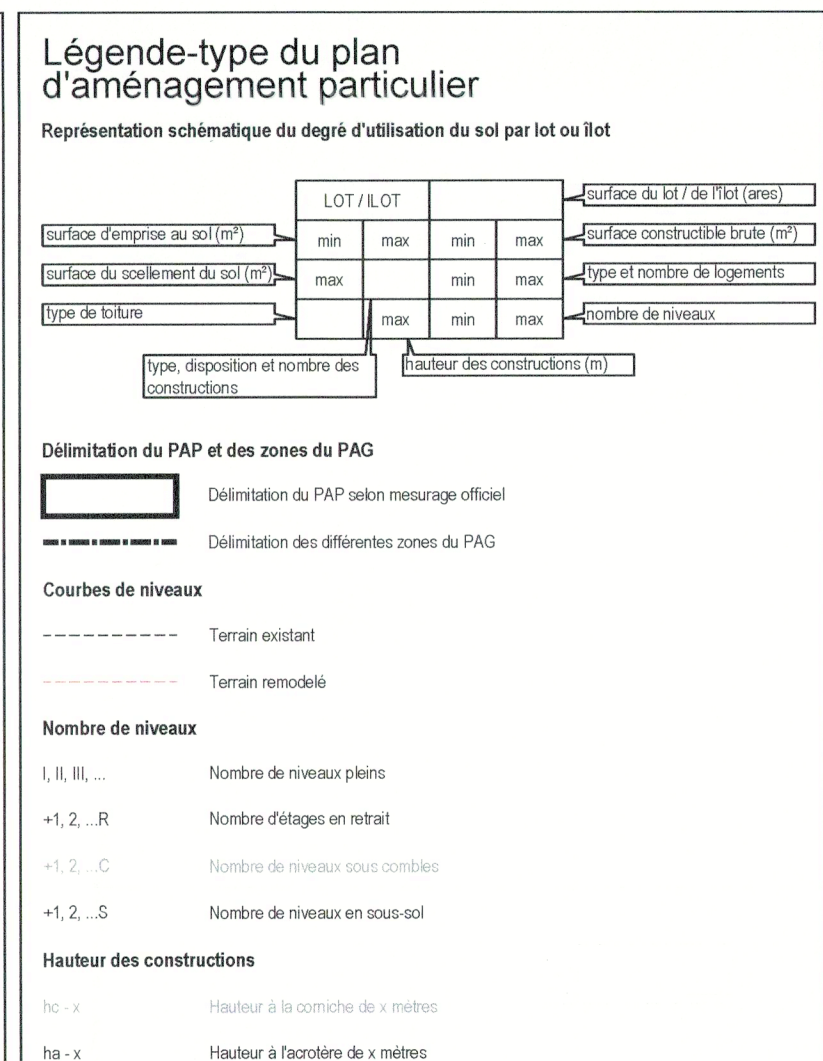 Légende-type du plan
d'aménagement particulier
Représentation schématique du degré d'utilisation du sol par lot ou îlot
LOT / ILOT
surface du lot / de l'îlot (ares)
surface d'emprise au sol (m²)
min max min max
surface constructible brute (m²)
surface du scellement du sol (m²)
max min max
type et nombre de logements
type de toiture
max min max
nombre de niveaux
type, disposition et nombre des
constructions
hauteur des constructions (m)
Délimitation du PAP et des zones du PAG
Délimitation du PAP selon mesurage officiel
Délimitation des différentes zones du PAG
Courbes de niveaux
Terrain existant
Terrain remodelé
Nombre de niveaux
I, II, III, ... Nombre de niveaux pleins
+1, 2, ...R Nombre d'étages en retrait
+1, 2, ...C Nombre de niveaux sous combles
+1, 2, ...S Nombre de niveaux en sous-sol
Hauteur des constructions
hc - x Hauteur à la corniche de x mètres
ha - x Hauteur à l'acrotère de x mètres